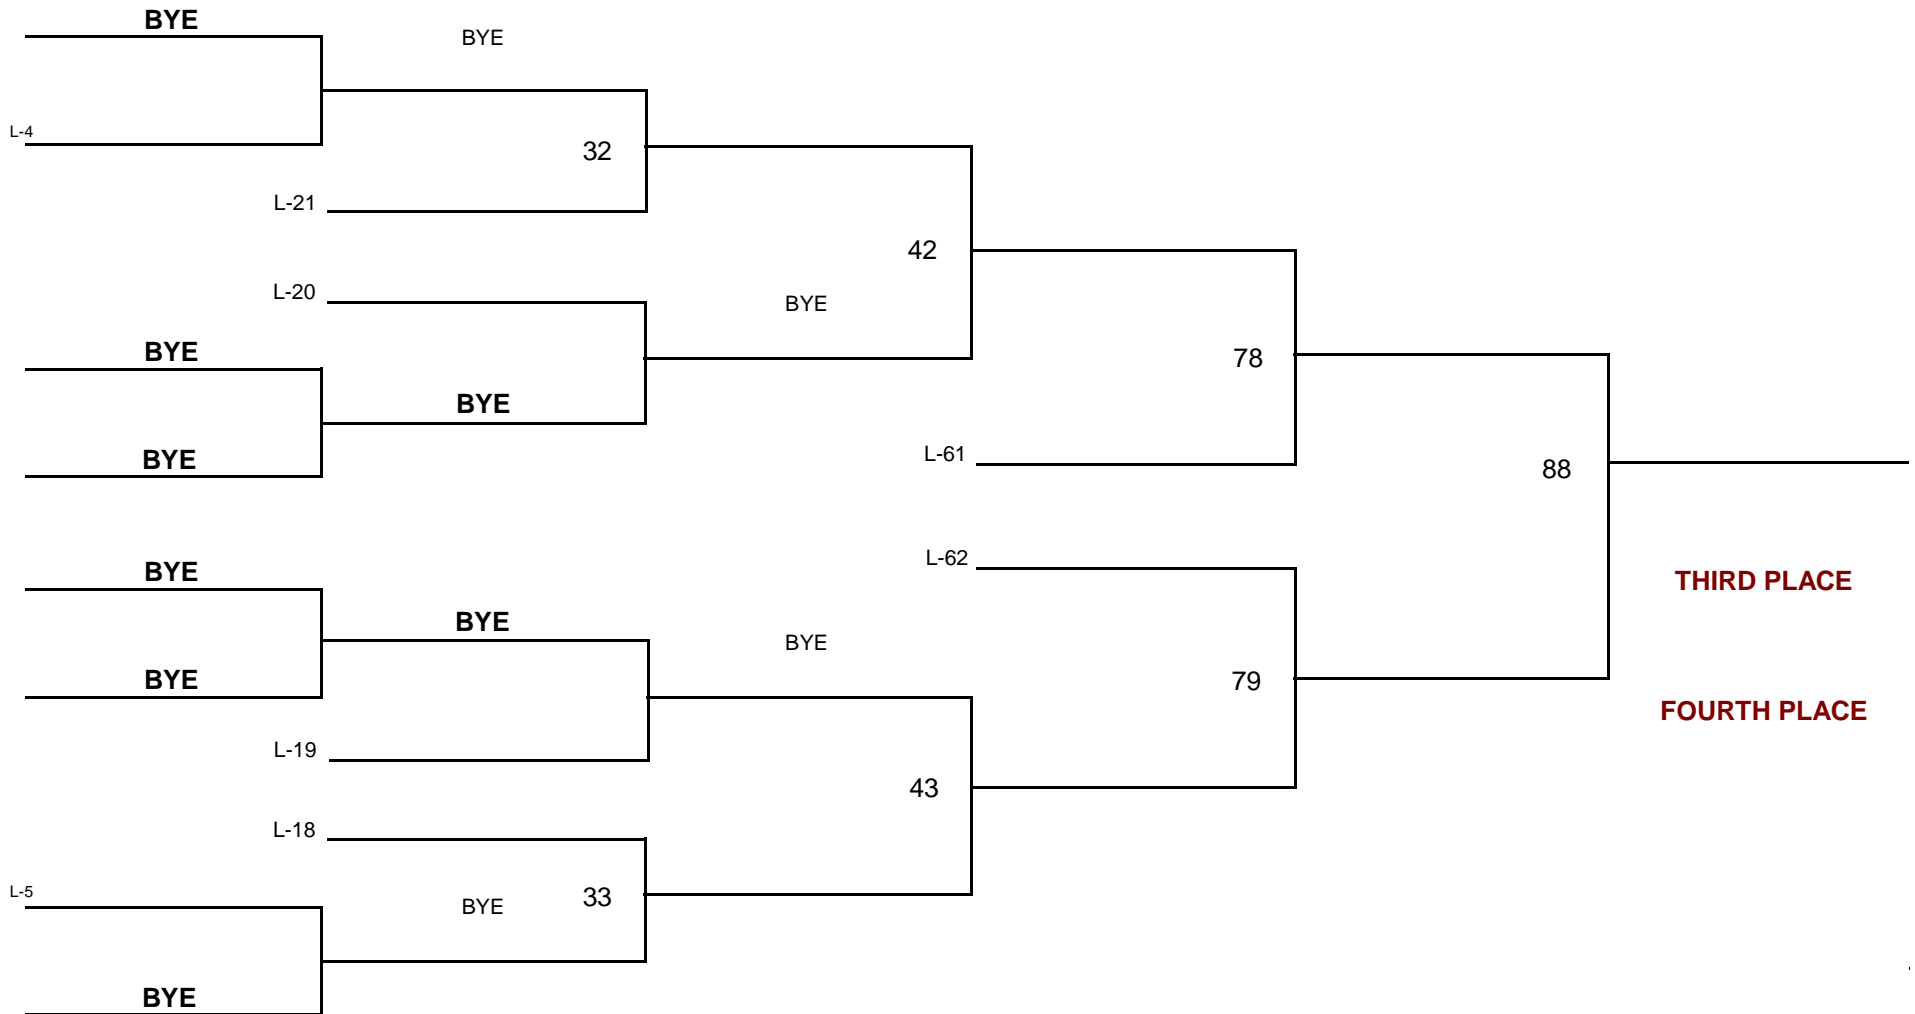 BYE
BYE
L-4
32
L-21
42
L-20
BYE
BYE
78
BYE
L-61
BYE
88
L-62
BYE
THIRD PLACE
BYE
BYE
BYE
79
FOURTH PLACE
L-19
43
L-18
L-5
BYE
33
BYE